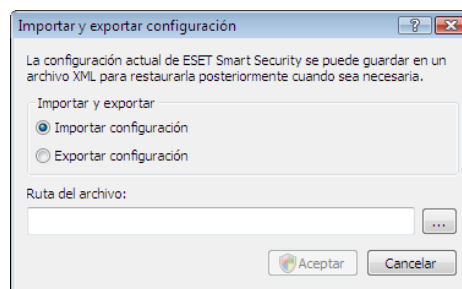 Importar y exportar configuración
La configuración actual de ESET Smart Security se puede guardar en un
archivo XML para restaurarla posteriormente cuando sea necesaria.
Importar y exportar
Importar configuración
Exportar configuración
Ruta del archivo:
...
Aceptar
Cancelar